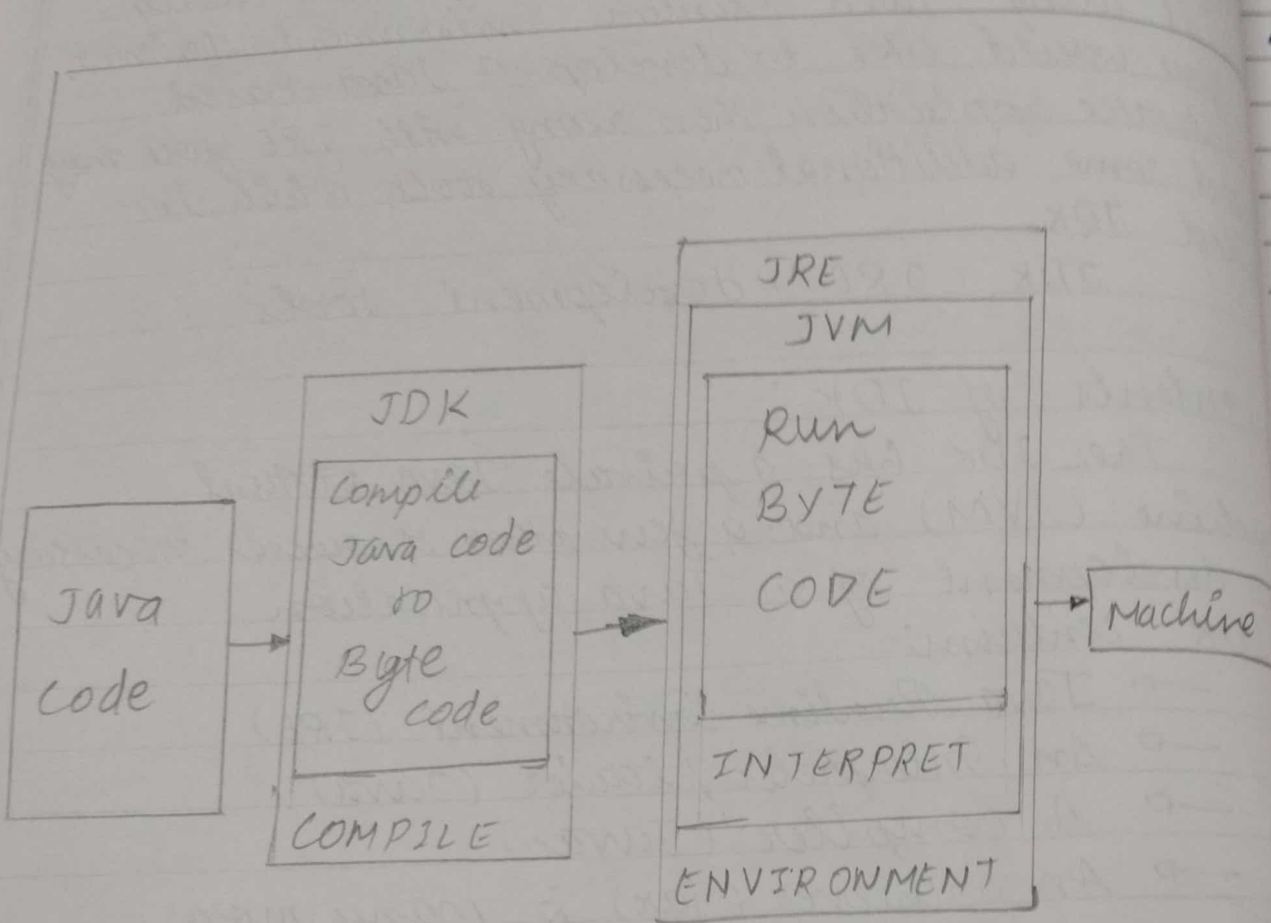 Java
Code
JDK
Compile
Java code
to
Byte
code
COMPILE
JRE
JVM
Run
BYTE
CODE
INTERPRET
ENVIRONMENT
Machine